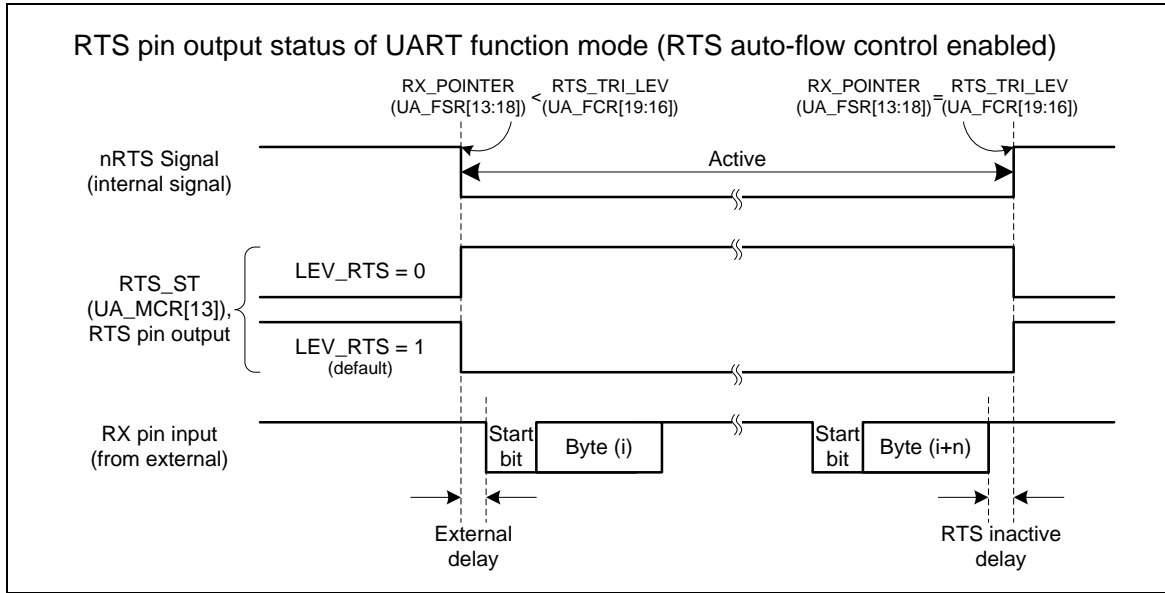 RTS pin output status of UART function mode (RTS auto-flow control enabled)
RX_POINTER RTS_TRI_LEV RX_POINTER RTS_TRI_LEV
(UA_FSR[13:18]) < (UA_FCR[19:16]) (UA_FSR[13:18]) = (UA_FCR[19:16])
nRTS Signal
(internal signal)
Active
RTS_ST
(UA_MCR[13]),
RTS pin output
LEV_RTS = 0
LEV_RTS = 1
(default)
RX pin input
(from external)
Start
bit
Byte (i)
Start
bit
Byte (i+n)
External
delay
RTS inactive
delay